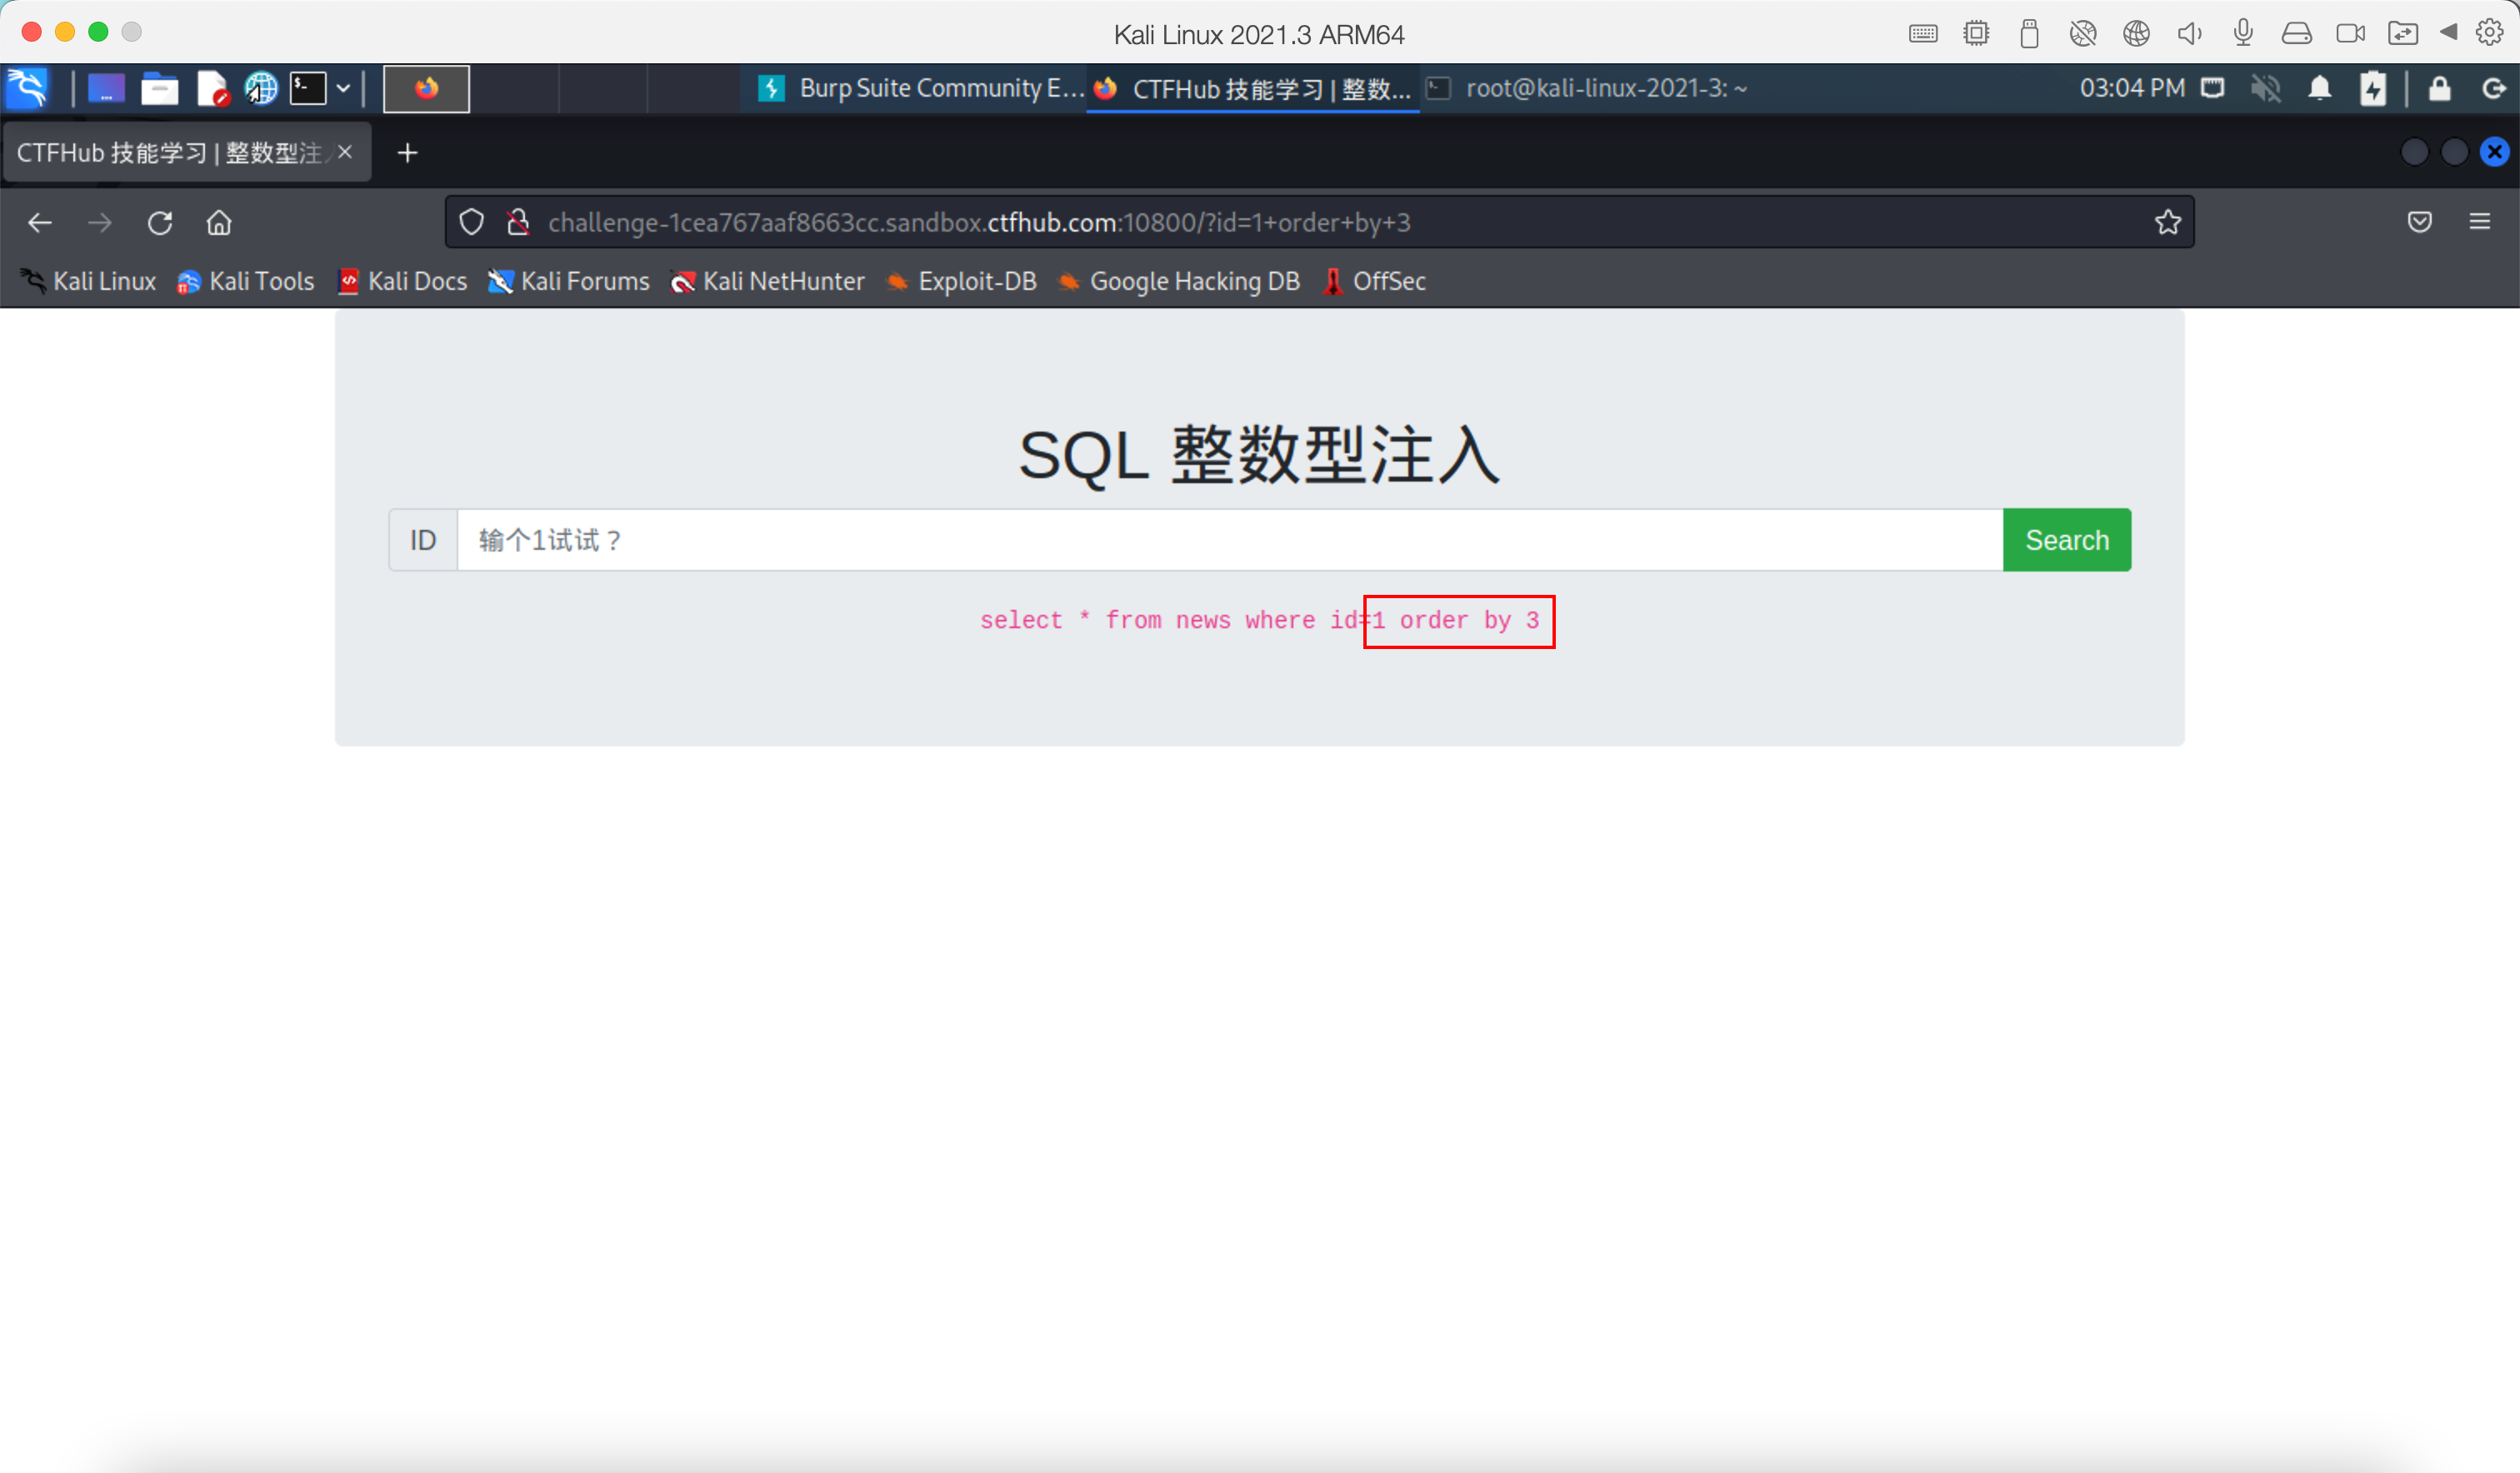 Kali Linux 2021.3 ARM64
Burp Suite Community E... CTFHub 技能学习 | 整数... root@kali-linux-2021-3: ~ 03:04 PM
CTFHub 技能学习 | 整数型注
challenge-1cea767aaf8663cc.sandbox.ctfhub.com:10800/?id=1+order+by+3
Kali Linux Kali Tools Kali Docs Kali Forums Kali NetHunter Exploit-DB Google Hacking DB OffSec
SQL 整数型注入
ID 输个1试试？ Search
select * from news where id=1 order by 3